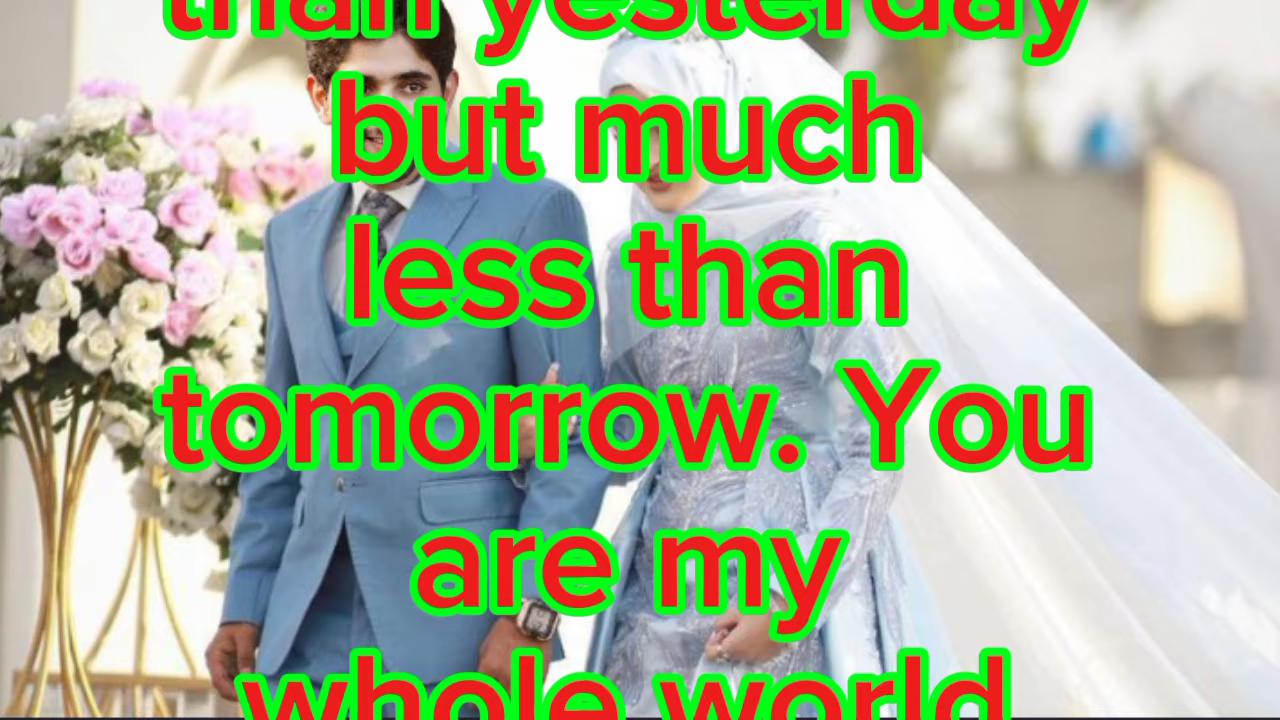 than yesterday
but much
less than
tomorrow. You
are my
whole world